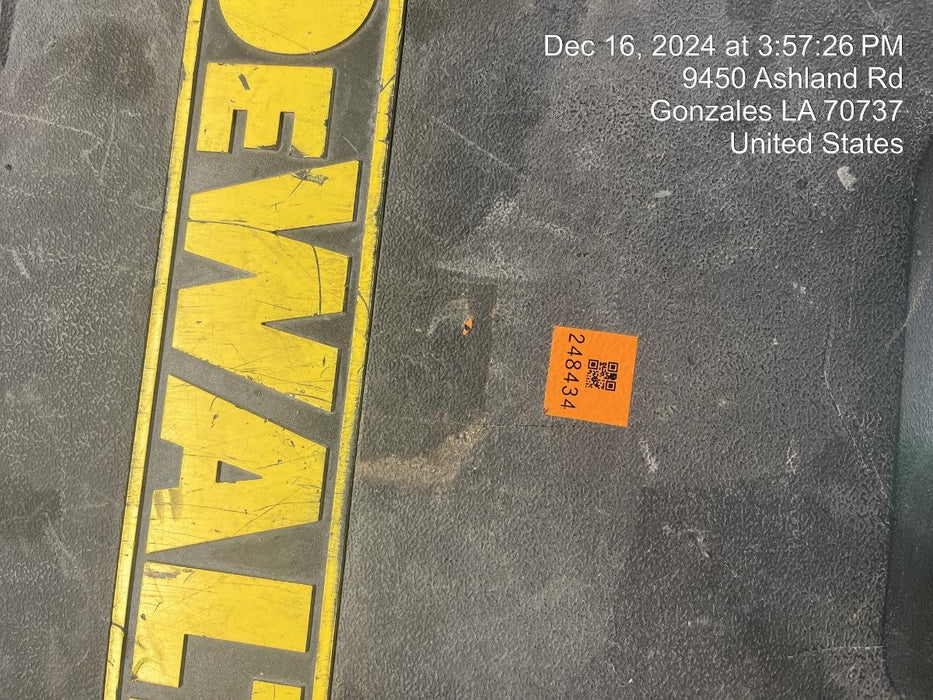 Dec 16, 2024 at 3:57:26 PM
9450 Ashland Rd
Gonzales LA 70737
United States
DEWALT
248434